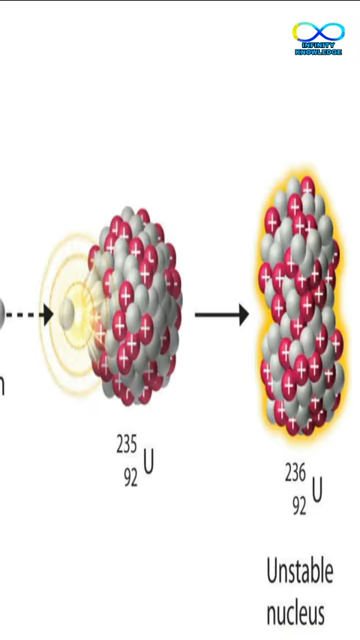 INFINITY
KNOWLEDGE
n
235
92 U
236
92 U
Unstable
nucleus